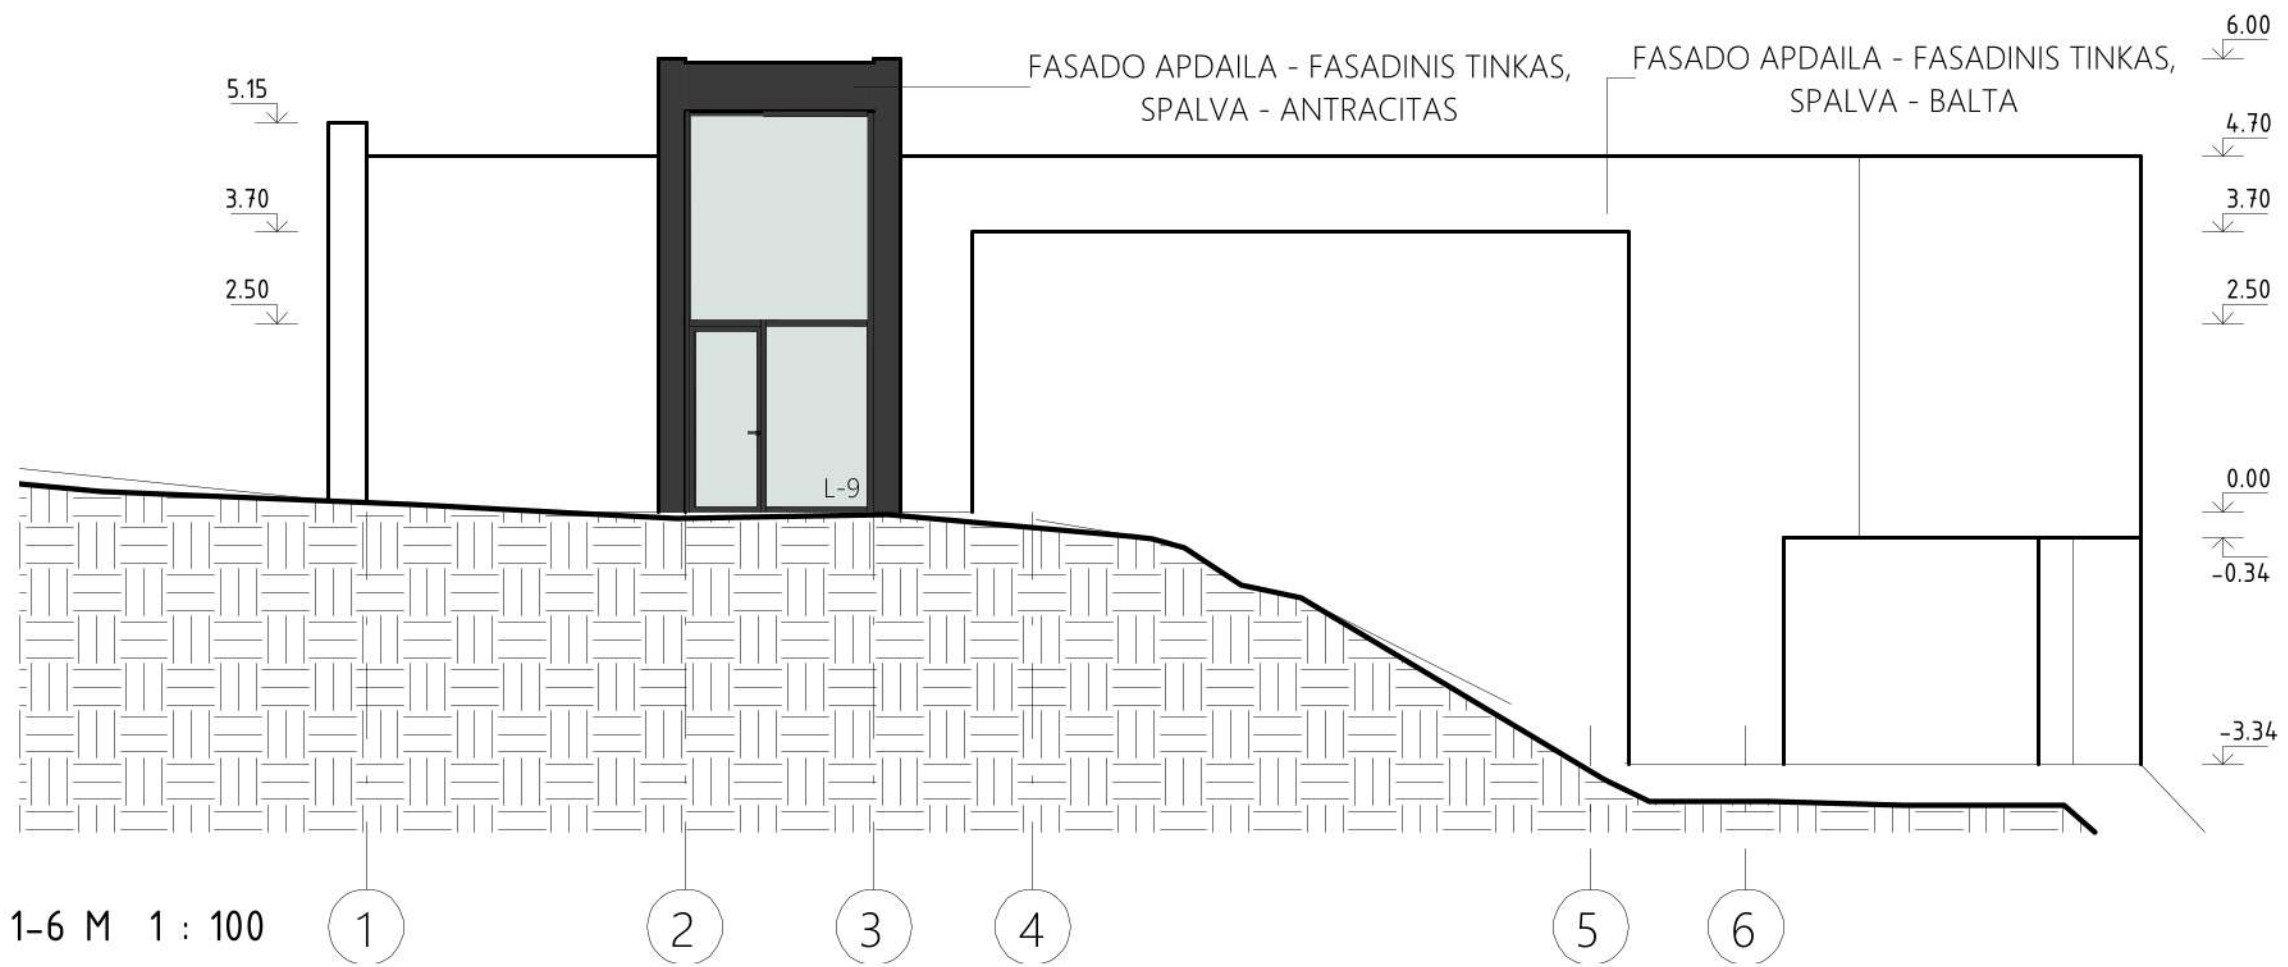 6.00
FASADO APDAILA - FASADINIS TINKAS,
SPALVA - ANTRACITAS
FASADO APDAILA - FASADINIS TINKAS,
SPALVA - BALTA
5.15
4.70
3.70
3.70
2.50
2.50
L-9
0.00
-0.34
-3.34
1-6 M 1 : 100
1
2
3
4
5
6